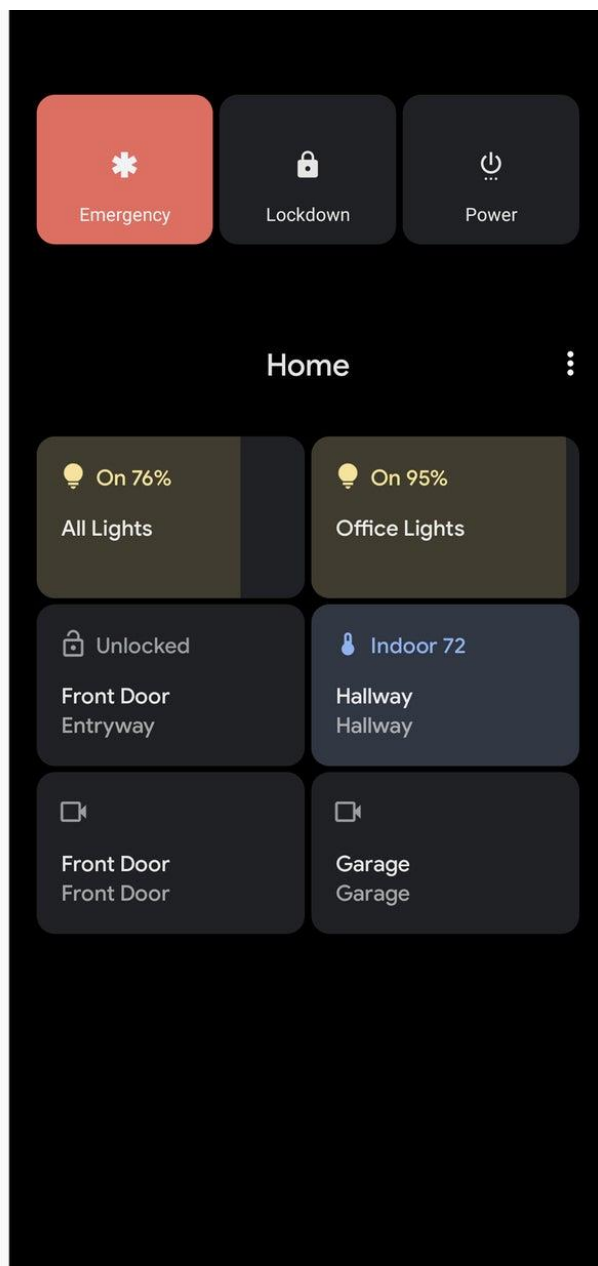 Emergency
Lockdown
Power
Home
On 76%
All Lights
On 95%
Office Lights
Unlocked
Front Door
Entryway
Indoor 72
Hallway
Hallway
Front Door
Front Door
Garage
Garage